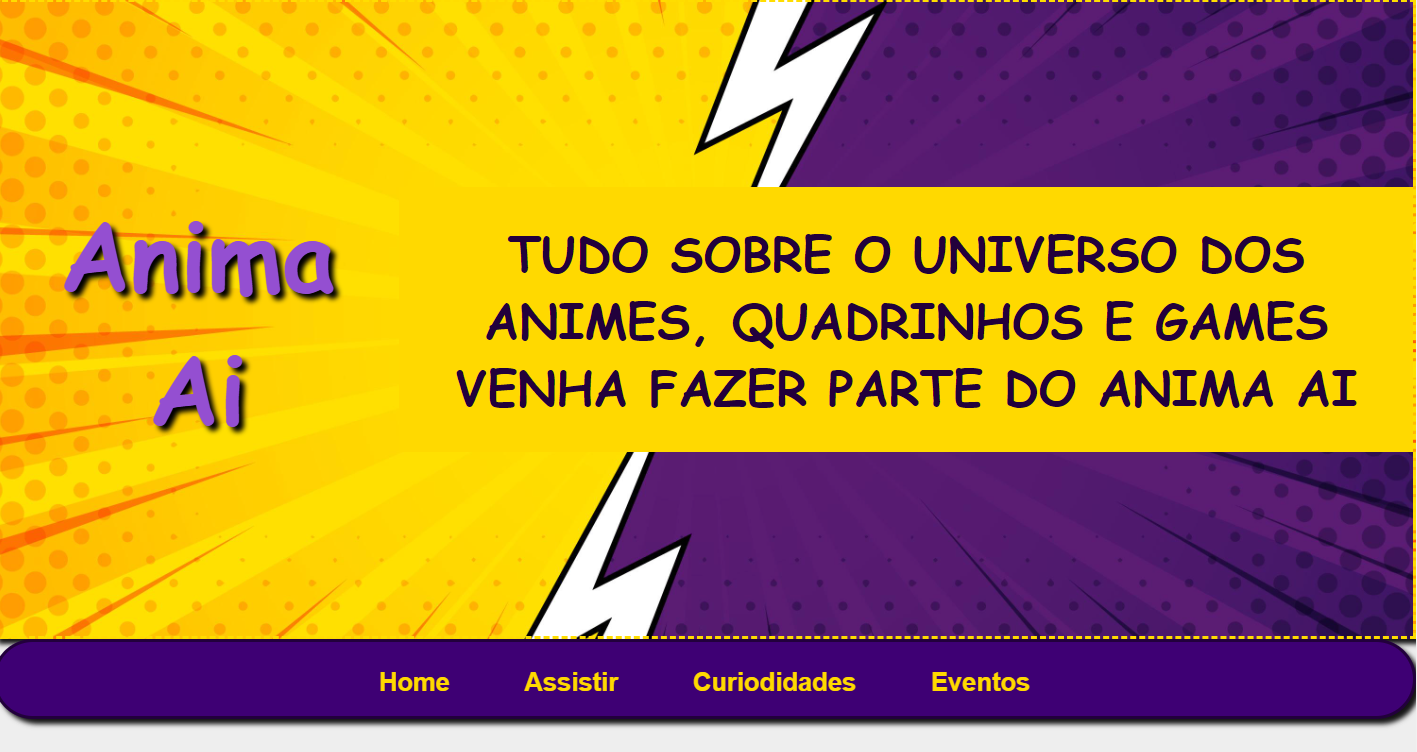 Anima
Ai
TUDO SOBRE O UNIVERSO DOS
ANIMES, QUADRINHOS E GAMES
VENHA FAZER PARTE DO ANIMA AI
Home Assistir Curiodidades Eventos